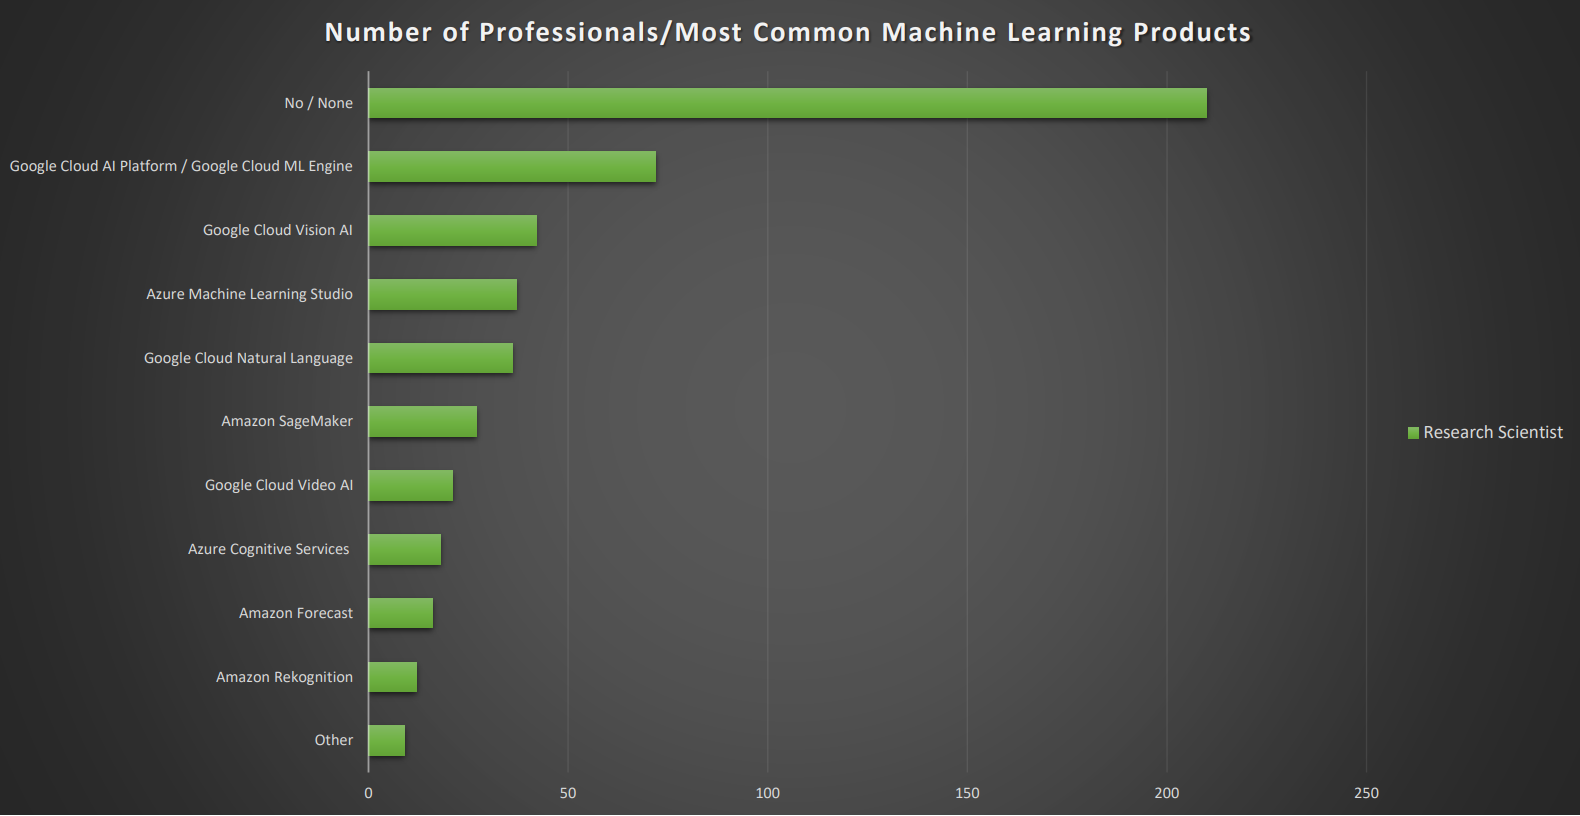 Number of Professionals/Most Common Machine Learning Products
No / None
Google Cloud AI Platform / Google Cloud ML Engine
Google Cloud Vision AI
Azure Machine Learning Studio
Google Cloud Natural Language
Amazon SageMaker
Google Cloud Video AI
Azure Cognitive Services
Amazon Forecast
Amazon Rekognition
Other
0 50 100 150 200 250
Research Scientist